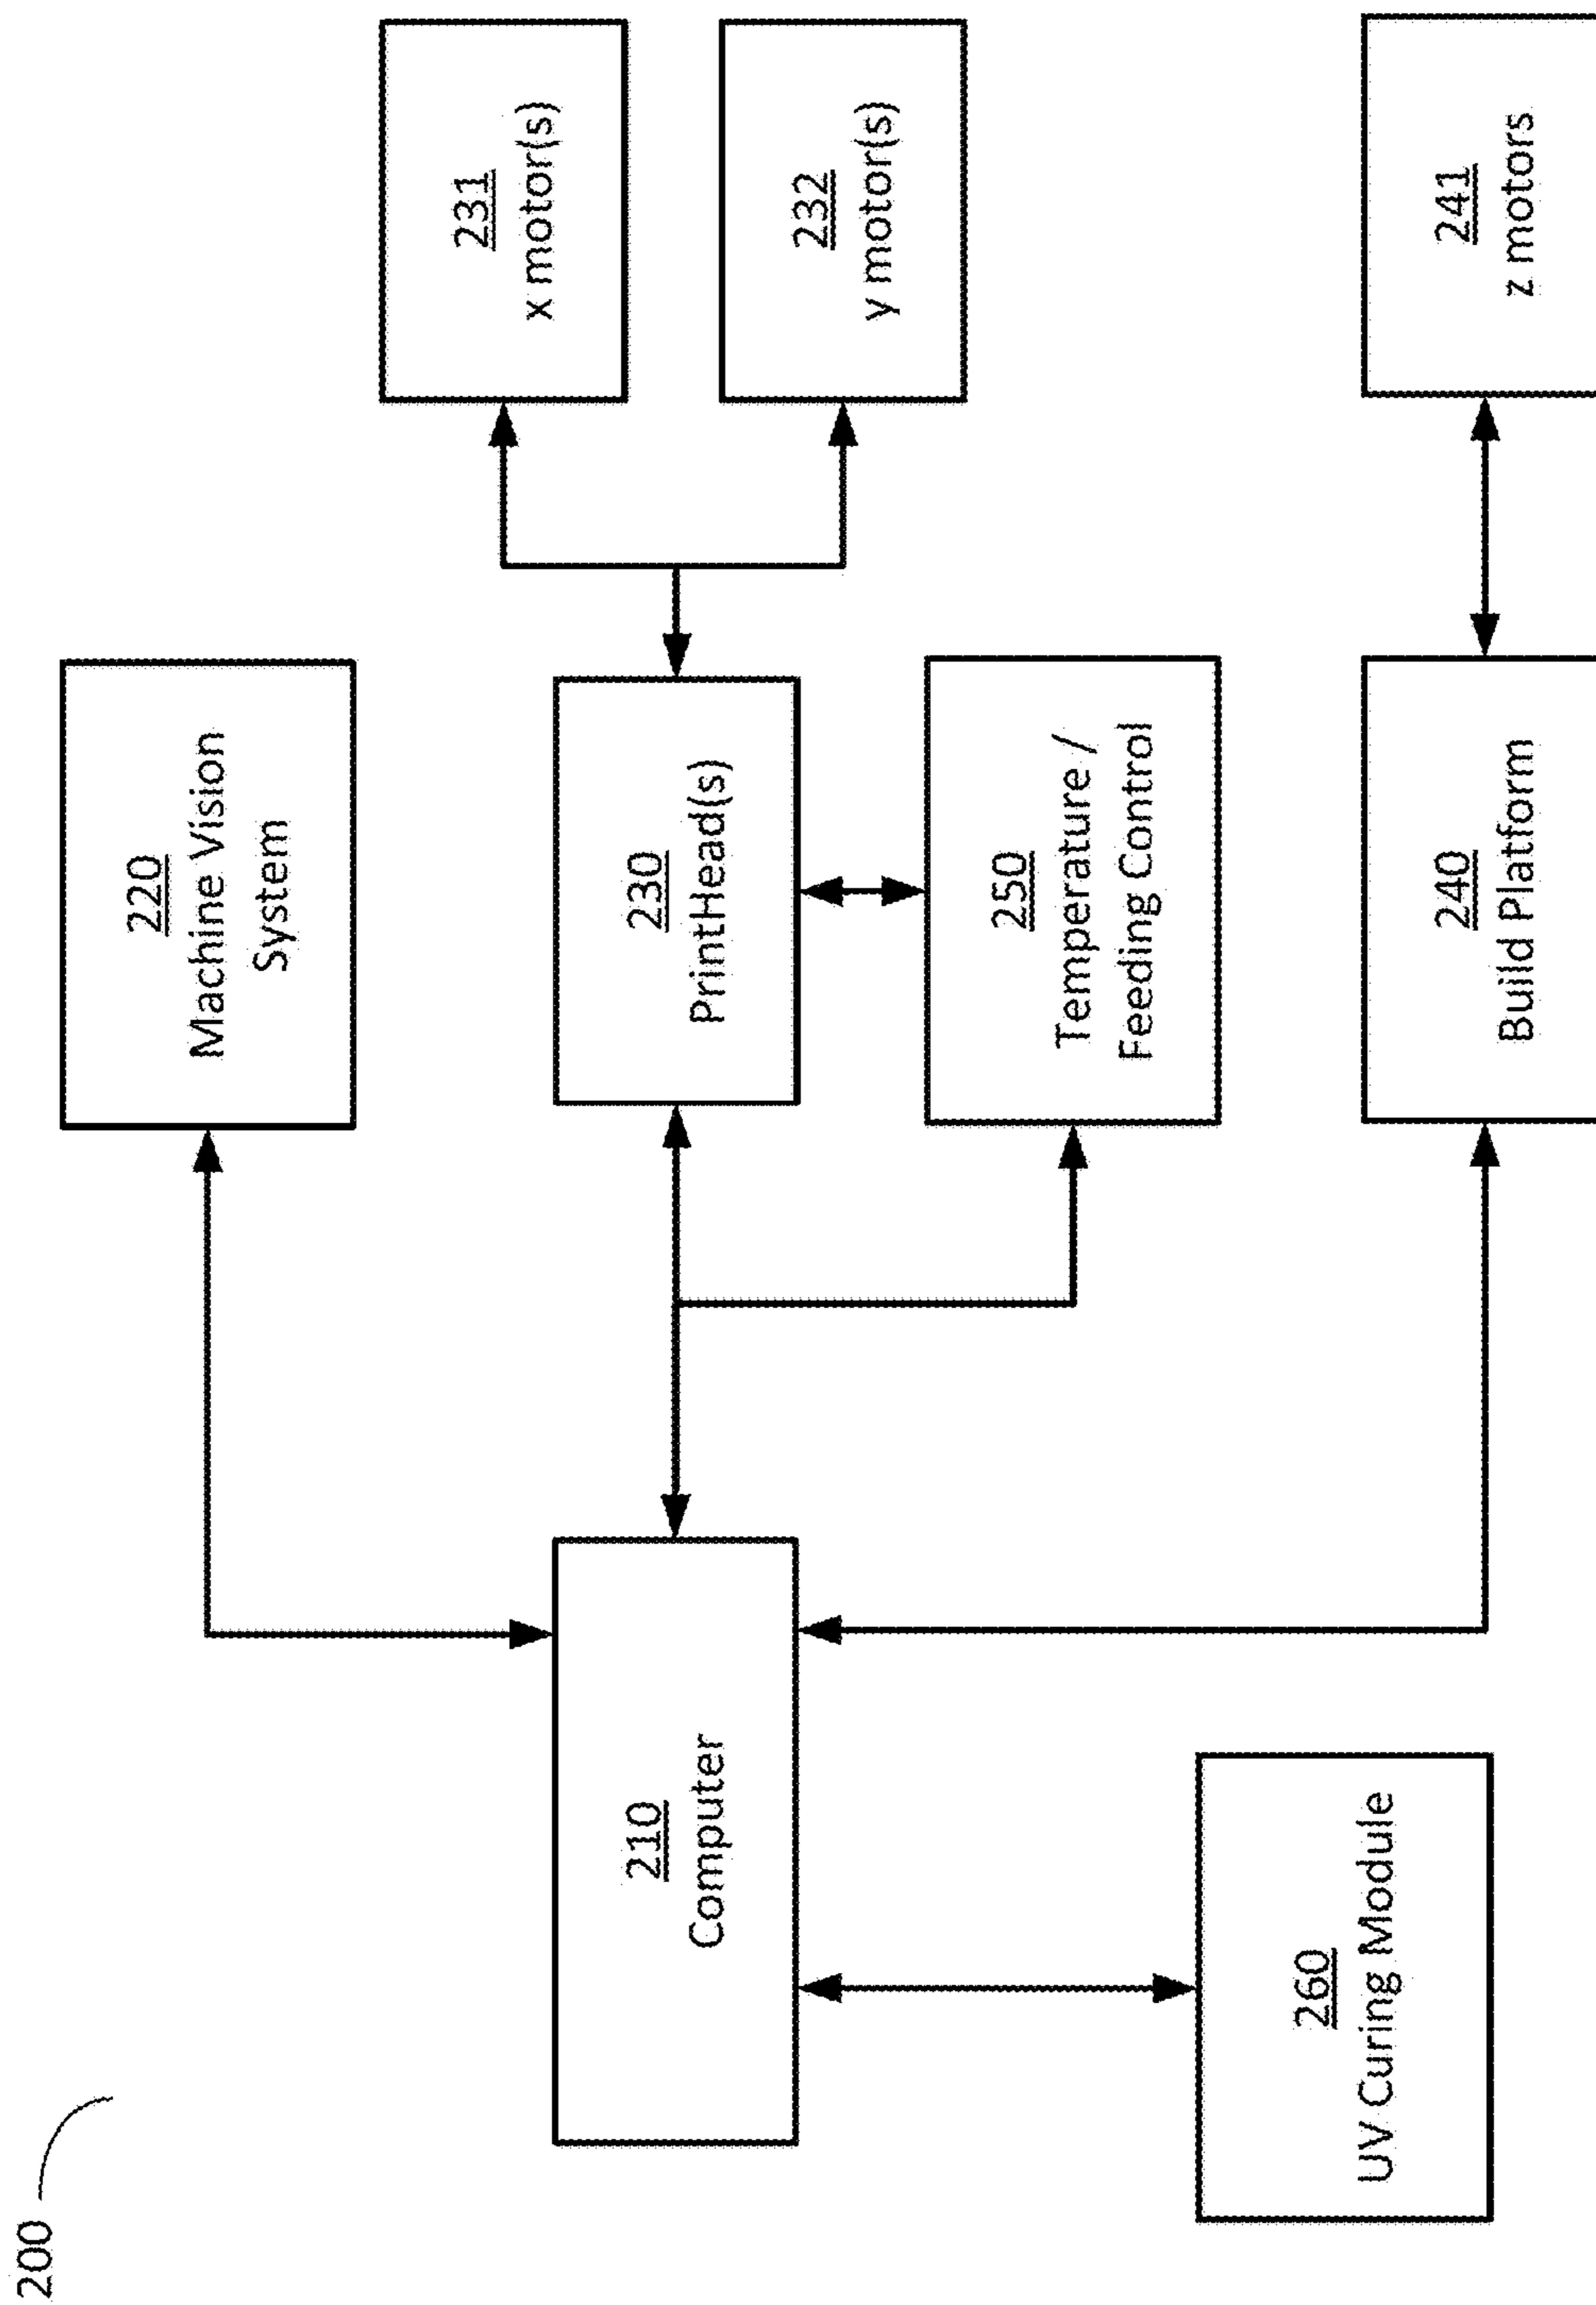 200
210
Computer
260
UV Curing Module
220
Machine Vision
System
230
PrintHead(s)
250
Temperature /
Feeding Control
240
Build Platform
231
x motor(s)
232
y motor(s)
241
z motors